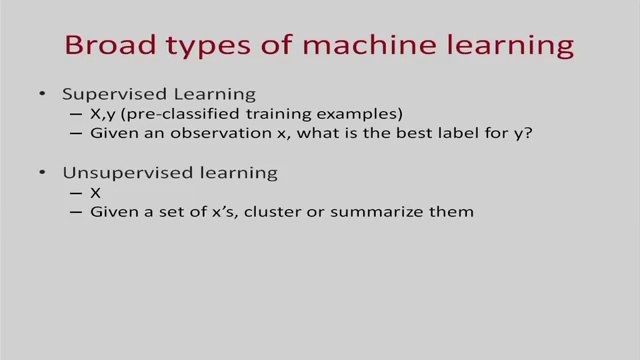 Broad types of machine learning
• Supervised Learning
– X,y (pre-classified training examples)
– Given an observation x, what is the best label for y?
• Unsupervised learning
– X
– Given a set of x's, cluster or summarize them